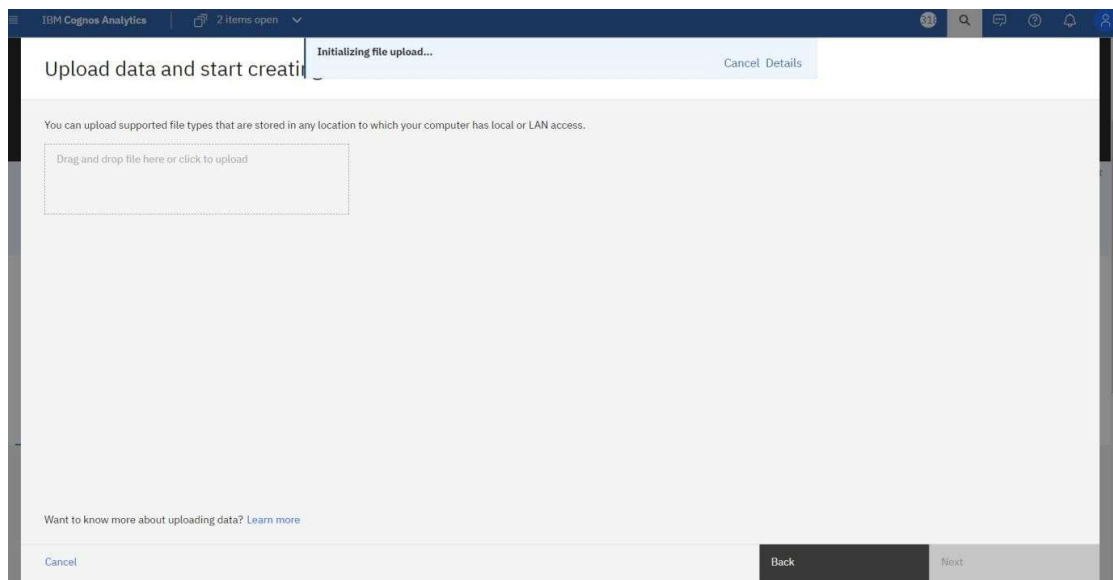 IBM Cognos Analytics
2 items open
Initializing file upload...
Cancel Details
Upload data and start creati
You can upload supported file types that are stored in any location to which your computer has local or LAN access.
Drag and drop file here or click to upload
Want to know more about uploading data? Learn more
Cancel
Back
Next